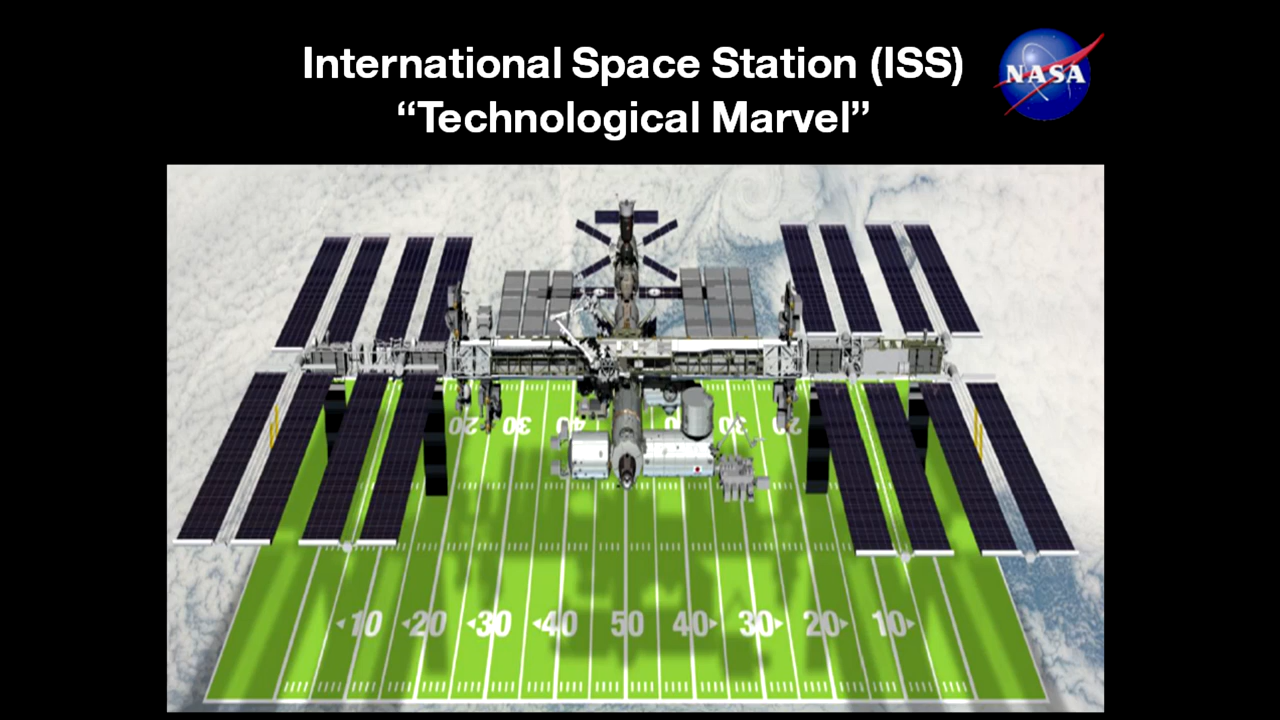 International Space Station (ISS)
“Technological Marvel”
NASA
20 30 40 30 20
◂10 ◂20 ◂30 ◂40 50 40▸ 30▸ 20▸ 10▸